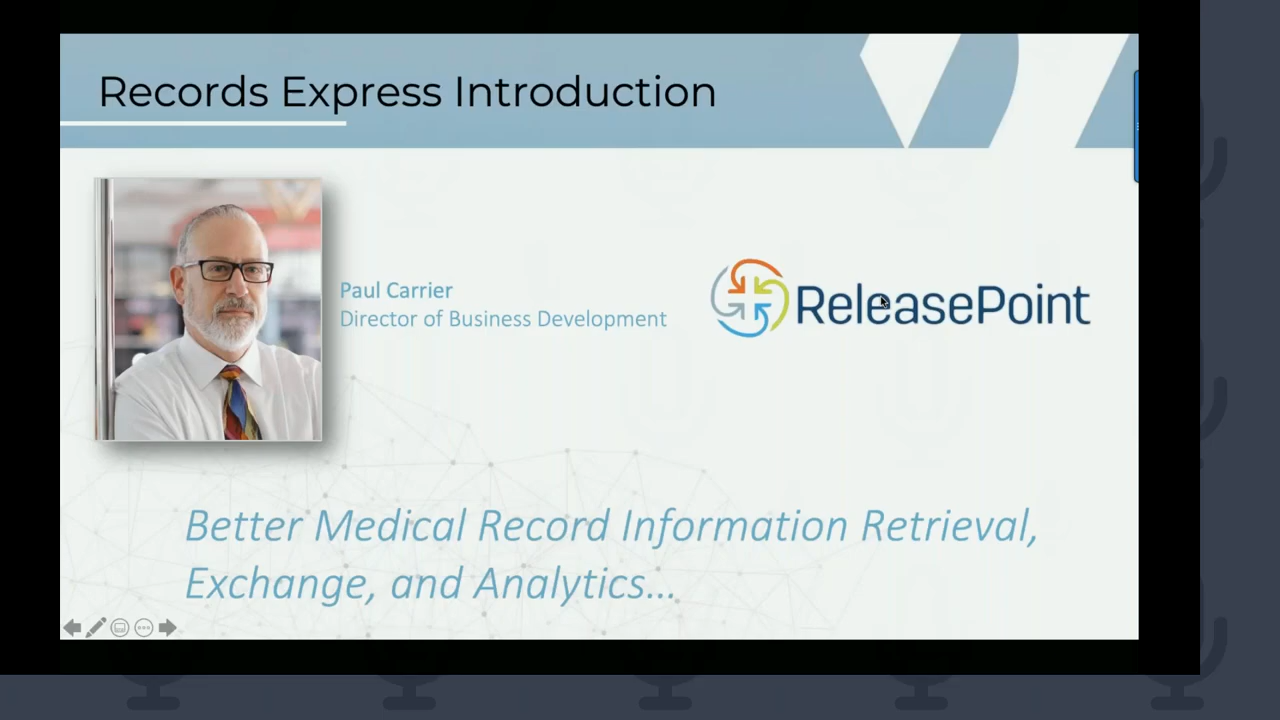 Records Express Introduction
Paul Carrier
Director of Business Development
ReleasePoint
Better Medical Record Information Retrieval,
Exchange, and Analytics...